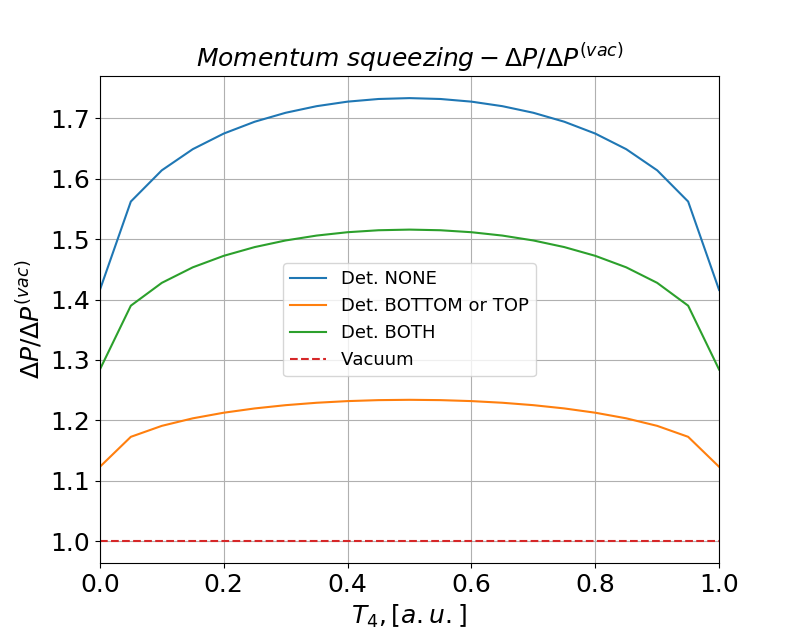 Momentum squeezing − ΔP/ΔP^(vac)
ΔP/ΔP^(vac)
1.7
1.6
1.5
1.4
1.3
1.2
1.1
1.0
Det. NONE
Det. BOTTOM or TOP
Det. BOTH
Vacuum
0.0 0.2 0.4 0.6 0.8 1.0
T₄, [a. u. ]